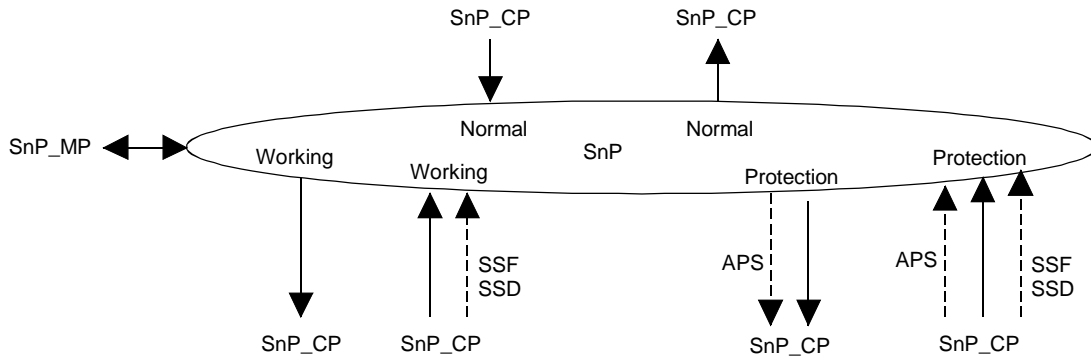 SnP_CP
SnP_CP
Normal
Normal
SnP_MP
SnP
Working
Working
Protection
Protection
SSF
SSD
APS
APS
SSF
SSD
SnP_CP
SnP_CP
SnP_CP
SnP_CP